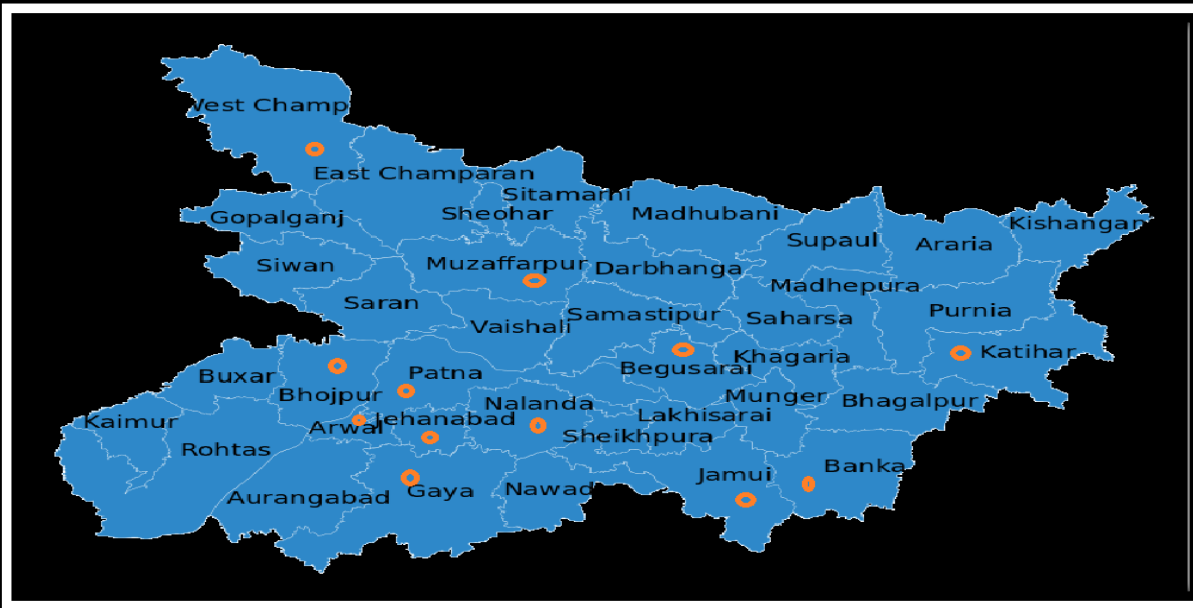 West Champ
East Champaran
Sitamarhi
Gopalganj
Sheohar
Madhubani
Kishangan
Supaul
Araria
Siwan
Muzaffarpur
Darbhanga
Madhepura
Saran
Vaishali
Samastipur
Saharsa
Purnia
Katihar
Khagaria
Begusarai
Buxar
Patna
Bhojpur
Munger
Bhagalpur
Nalanda
Lakhisarai
Kaimur
Arwal
Jehanabad
Sheikhpura
Rohtas
Banka
Jamui
Aurangabad
Gaya
Nawad